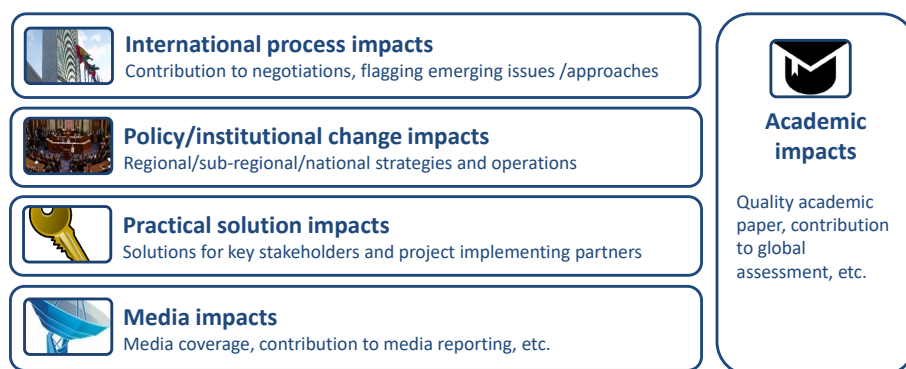 International process impacts
Contribution to negotiations, flagging emerging issues /approaches
Policy/institutional change impacts
Regional/sub-regional/national strategies and operations
Practical solution impacts
Solutions for key stakeholders and project implementing partners
Media impacts
Media coverage, contribution to media reporting, etc.
Academic
impacts
Quality academic
paper, contribution
to global
assessment, etc.